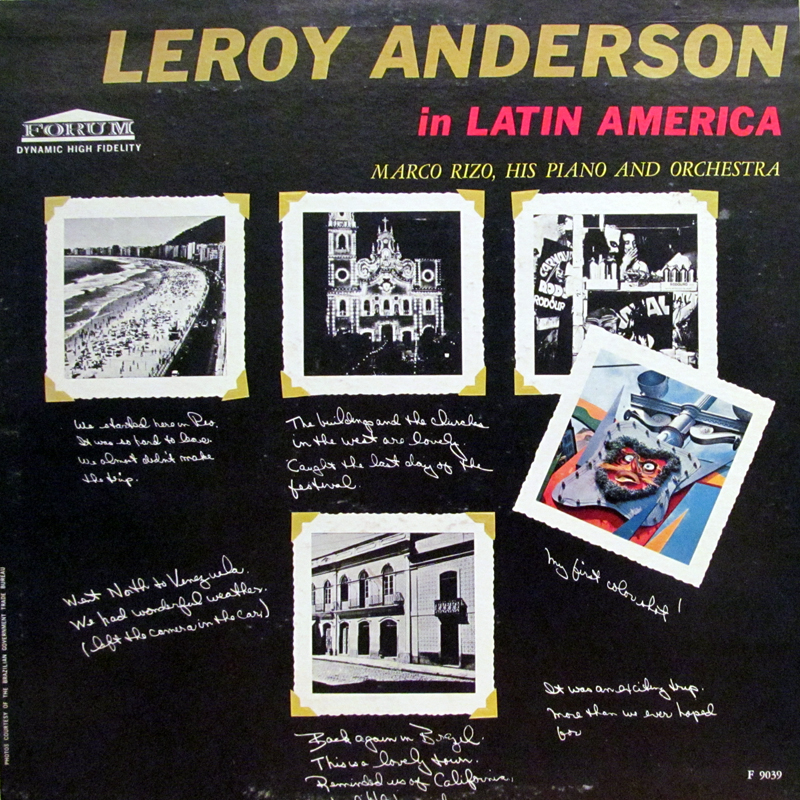 LEROY ANDERSON
in LATIN AMERICA
FORUM
DYNAMIC HIGH FIDELITY
MARCO RIZO, HIS PIANO AND ORCHESTRA
CARNAVAL
RODO
RODOUR
We started here in Rio.
It was so hard to leave.
We almost didn't make
the trip.
The buildings and the churches
in the west are lovely.
Caught the last day of the
festival.
My first color shot!
West North to Venezuela.
We had wonderful weather.
(left the camera in the car)
It was an exciting trip.
more than we ever hoped
for
Back again in Brazil.
This is a lovely town.
Reminded us of California,
PHOTOS COURTESY OF THE BRAZILIAN GOVERNMENT TRADE BUREAU
F 9039